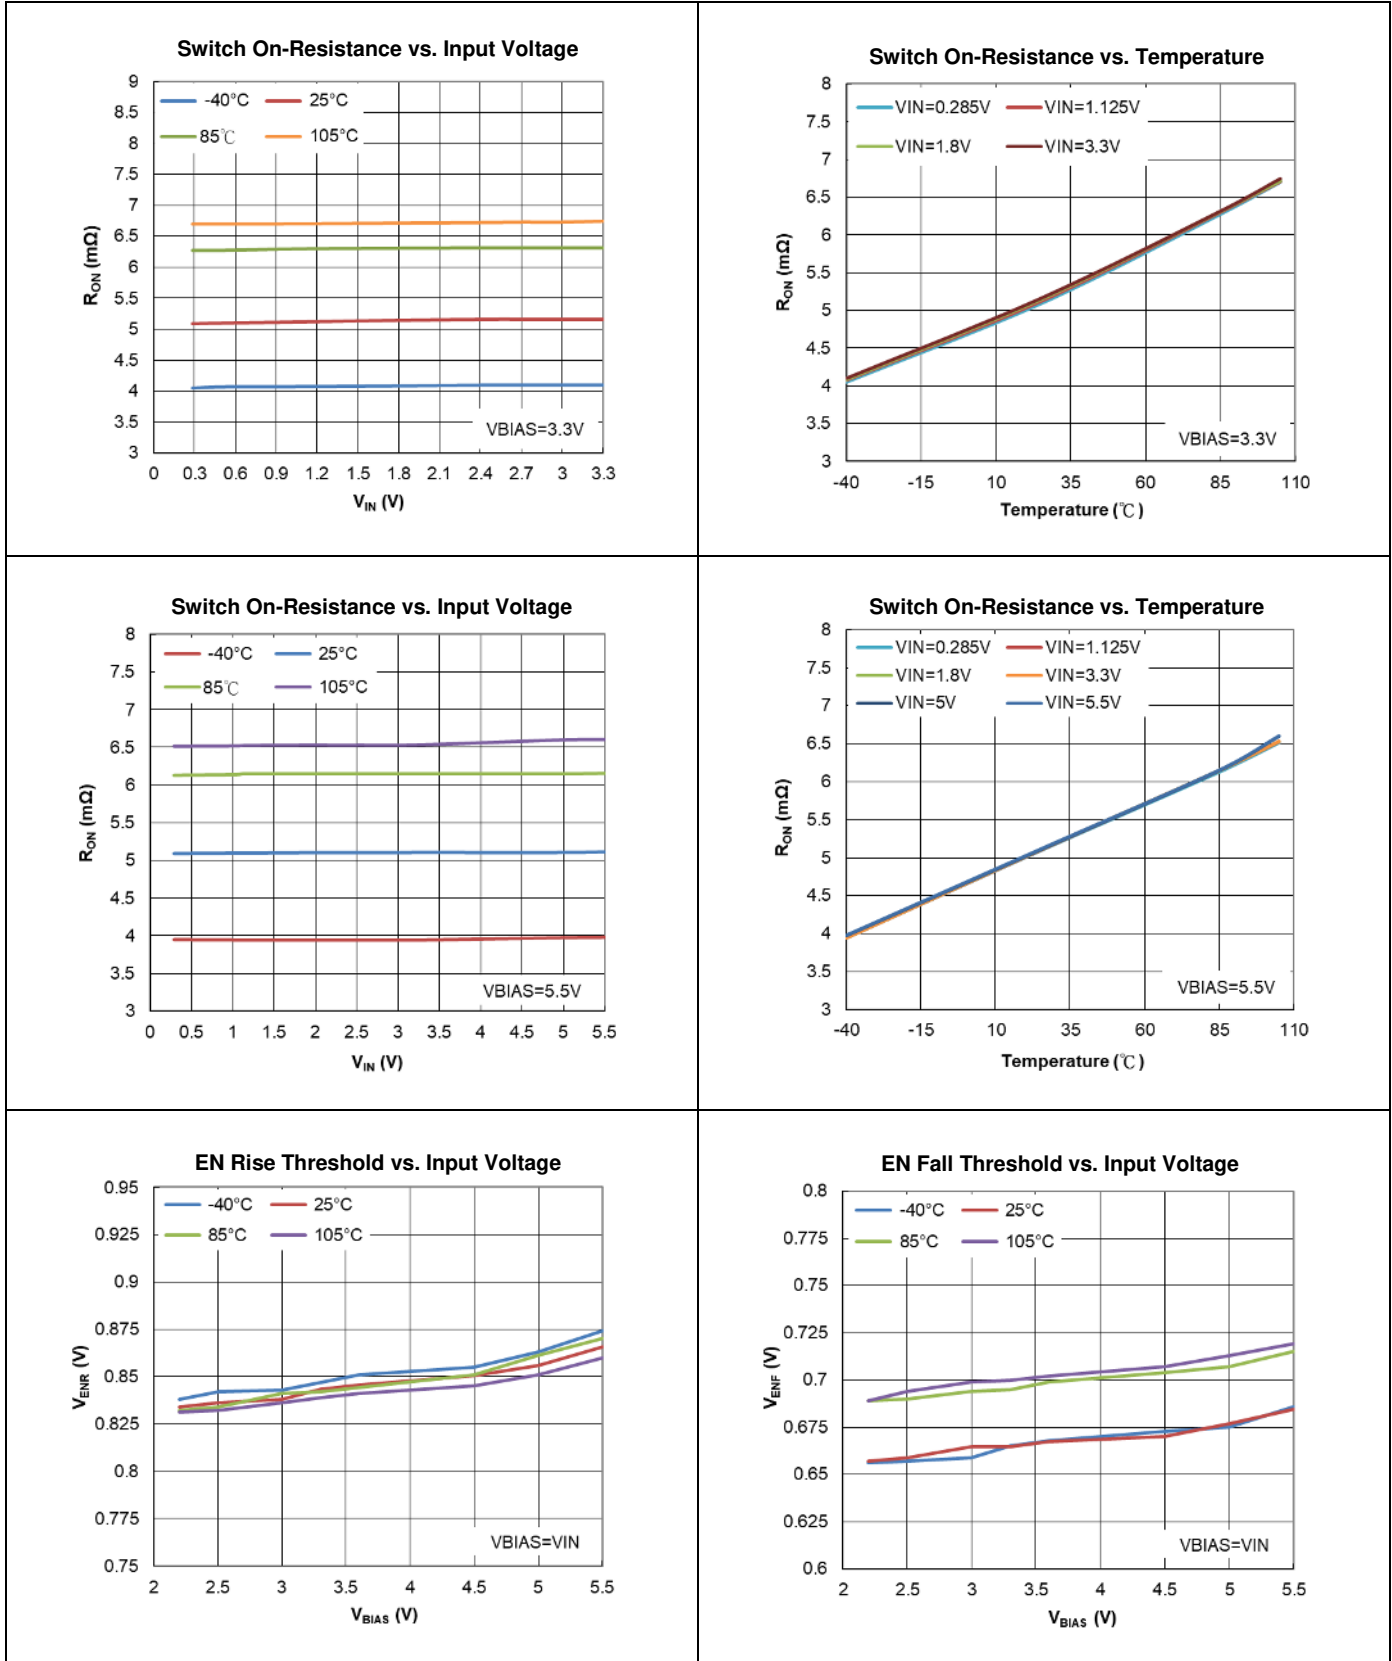 Switch On-Resistance vs. Input Voltage
9
8.5
8
7.5
7
6.5
6
5.5
5
4.5
4
3.5
3
-40°C 25°C
85℃ 105°C
RON (mΩ)
VBIAS=3.3V
0 0.3 0.6 0.9 1.2 1.5 1.8 2.1 2.4 2.7 3 3.3
VIN (V)
Switch On-Resistance vs. Temperature
8
7.5
7
6.5
6
5.5
5
4.5
4
3.5
3
VIN=0.285V VIN=1.125V
VIN=1.8V VIN=3.3V
RON (mΩ)
VBIAS=3.3V
-40 -15 10 35 60 85 110
Temperature (℃)
Switch On-Resistance vs. Input Voltage
8
7.5
7
6.5
6
5.5
5
4.5
4
3.5
3
-40°C 25°C
85℃ 105°C
RON (mΩ)
VBIAS=5.5V
0 0.5 1 1.5 2 2.5 3 3.5 4 4.5 5 5.5
VIN (V)
Switch On-Resistance vs. Temperature
8
7.5
7
6.5
6
5.5
5
4.5
4
3.5
3
VIN=0.285V VIN=1.125V
VIN=1.8V VIN=3.3V
VIN=5V VIN=5.5V
RON (mΩ)
VBIAS=5.5V
-40 -15 10 35 60 85 110
Temperature (℃)
EN Rise Threshold vs. Input Voltage
0.95
0.925
0.9
0.875
0.85
0.825
0.8
0.775
0.75
-40°C 25°C
85°C 105°C
VENR (V)
VBIAS=VIN
2 2.5 3 3.5 4 4.5 5 5.5
VBIAS (V)
EN Fall Threshold vs. Input Voltage
0.8
0.775
0.75
0.725
0.7
0.675
0.65
0.625
0.6
-40°C 25°C
85°C 105°C
VENF (V)
VBIAS=VIN
2 2.5 3 3.5 4 4.5 5 5.5
VBIAS (V)